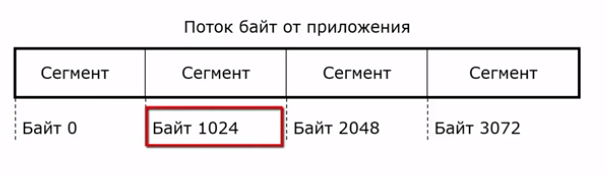 Поток байт от приложения
Сегмент Сегмент Сегмент Сегмент
Байт 0 Байт 1024 Байт 2048 Байт 3072